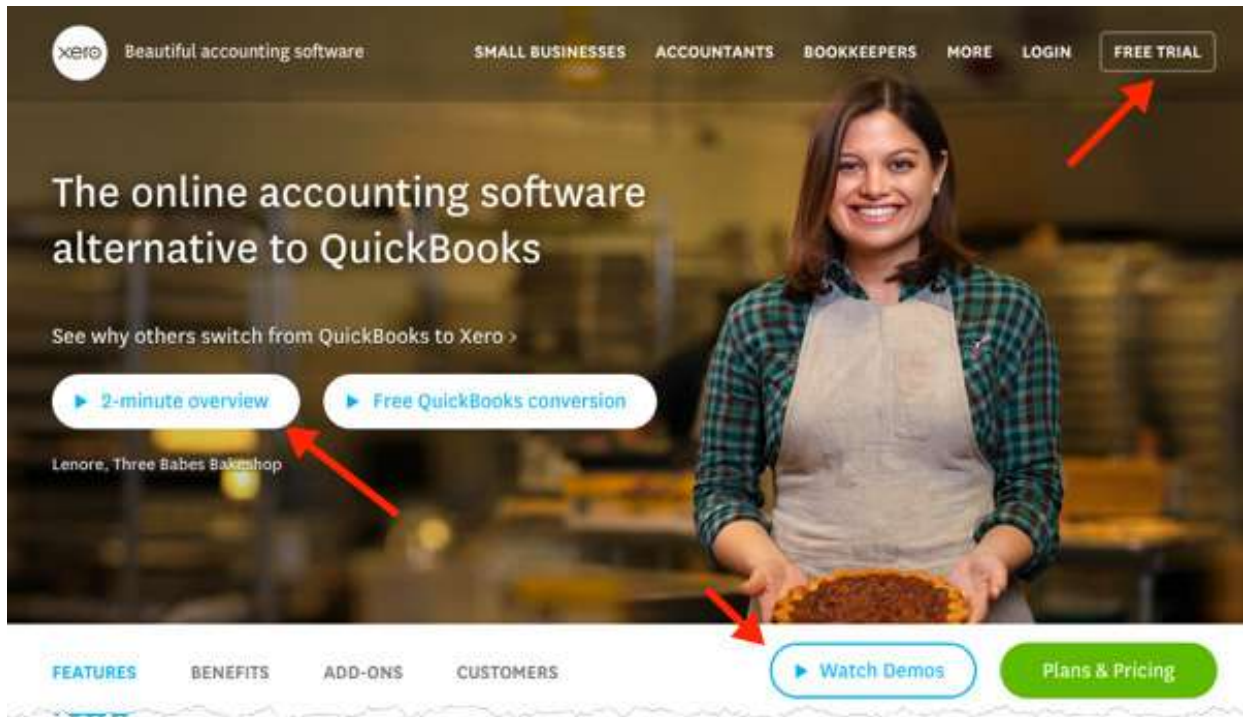 xero Beautiful accounting software SMALL BUSINESSES ACCOUNTANTS BOOKKEEPERS MORE LOGIN FREE TRIAL
The online accounting software
alternative to QuickBooks
See why others switch from QuickBooks to Xero >
2-minute overview Free QuickBooks conversion
Lenore, Three Babes Bakeshop
FEATURES BENEFITS ADD-ONS CUSTOMERS Watch Demos Plans & Pricing